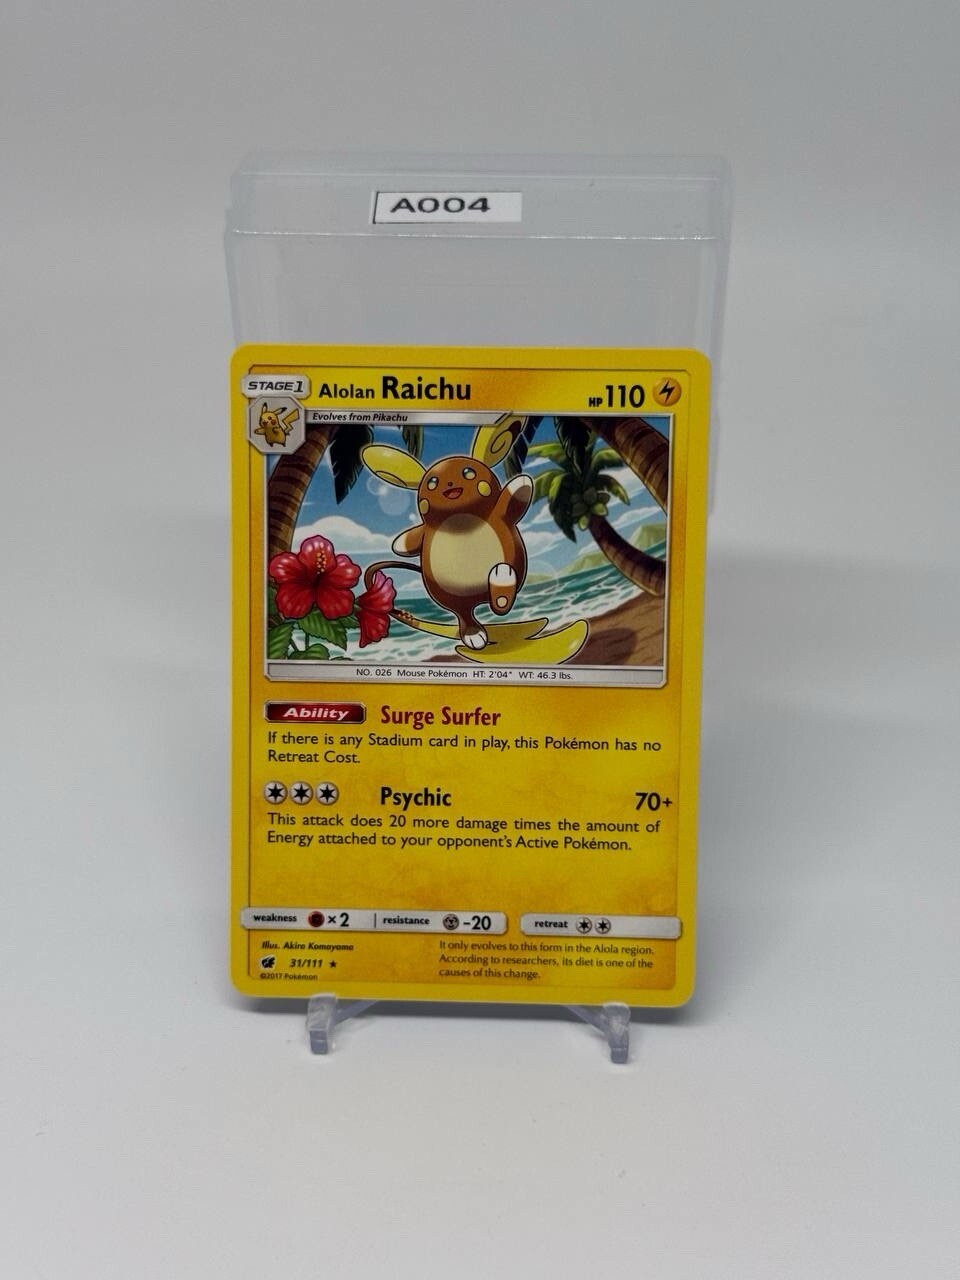 A004
STAGE 1 Alolan Raichu HP 110
Evolves from Pikachu
NO. 026 Mouse Pokémon HT: 2'04" WT: 46.3 lbs.
Ability Surge Surfer
If there is any Stadium card in play, this Pokémon has no
Retreat Cost.
Psychic 70+
This attack does 20 more damage times the amount of
Energy attached to your opponent's Active Pokémon.
weakness ×2 resistance -20 retreat
Illus. Akira Komayama
31/111 ★
©2017 Pokémon
It only evolves to this form in the Alola region.
According to researchers, its diet is one of the
causes of this change.